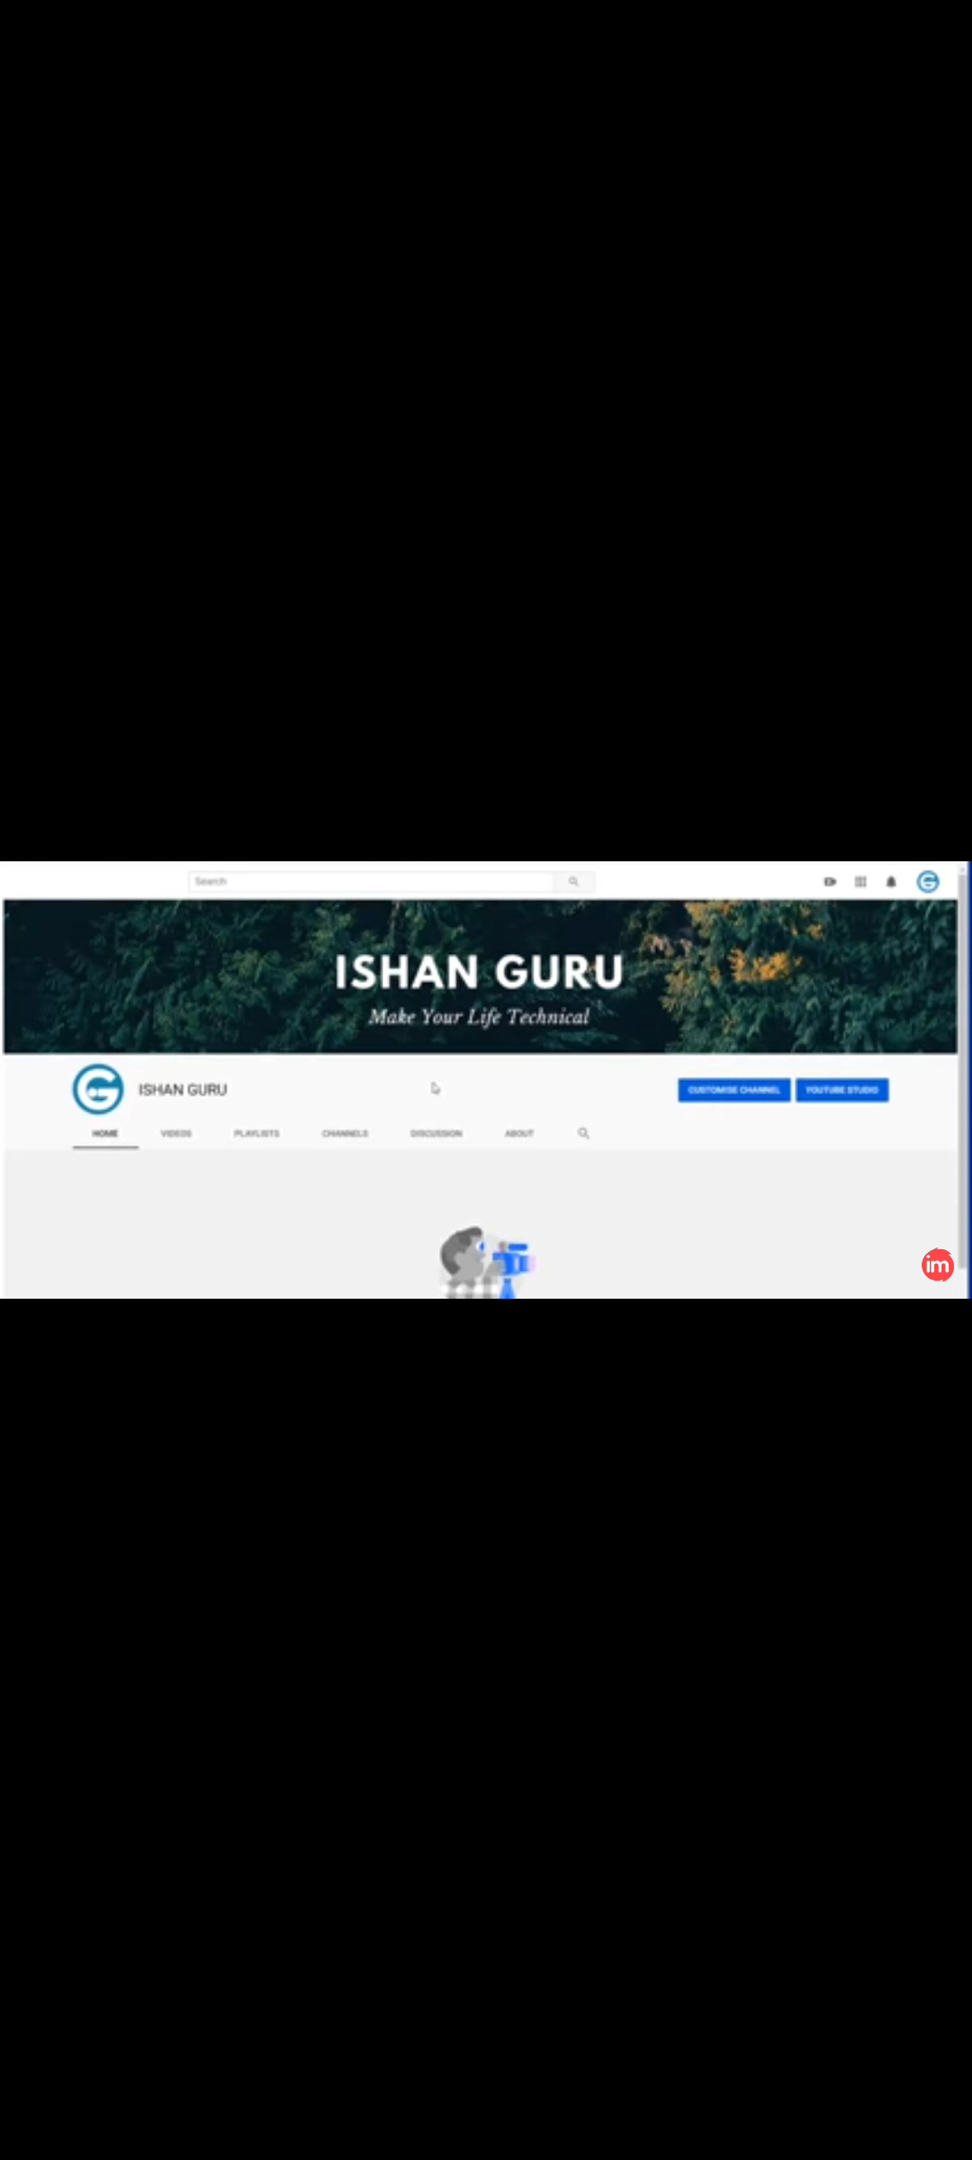 Search
ISHAN GURU
Make Your Life Technical
ISHAN GURU
CUSTOMISE CHANNEL YOUTUBE STUDIO
HOME VIDEOS PLAYLISTS CHANNELS DISCUSSION ABOUT
im